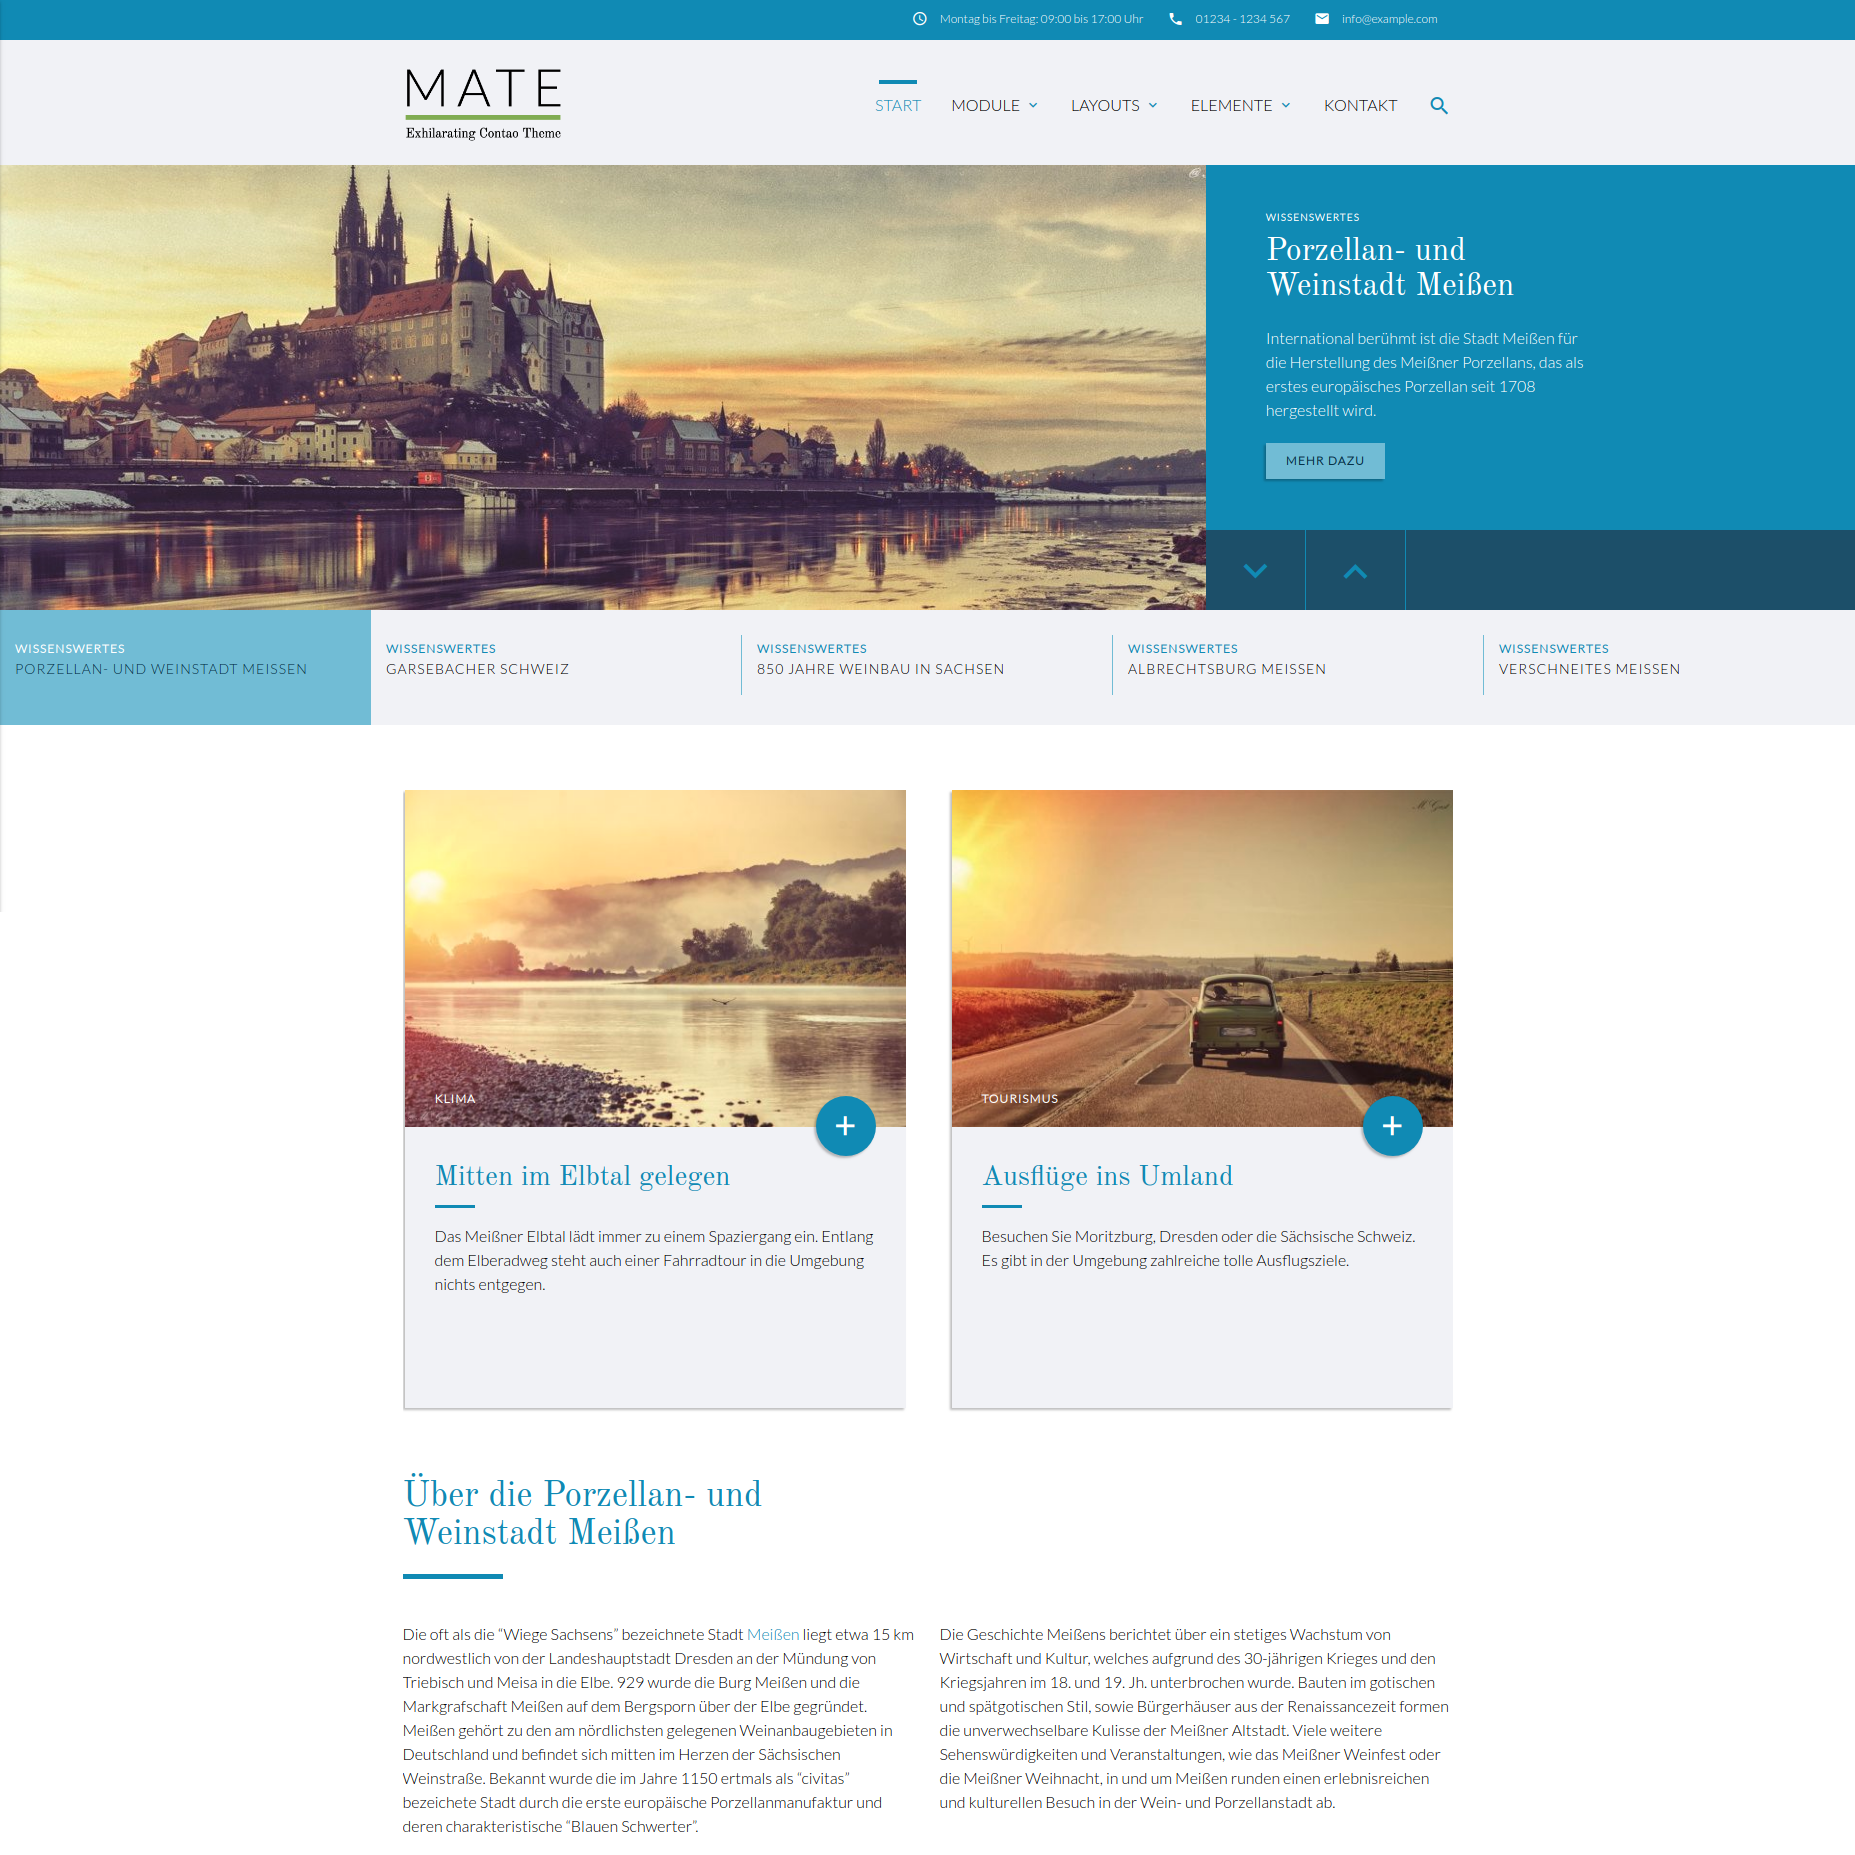 Montag bis Freitag: 09:00 bis 17:00 Uhr
01234 - 1234 567
info@example.com
MATE
Exhilarating Contao Theme
START
MODULE
LAYOUTS
ELEMENTE
KONTAKT
WISSENSWERTES
Porzellan- und
Weinstadt Meißen
International berühmt ist die Stadt Meißen für
die Herstellung des Meißner Porzellans, das als
erstes europäisches Porzellan seit 1708
hergestellt wird.
MEHR DAZU
WISSENSWERTES
PORZELLAN- UND WEINSTADT MEISSEN
WISSENSWERTES
GARSEBACHER SCHWEIZ
WISSENSWERTES
850 JAHRE WEINBAU IN SACHSEN
WISSENSWERTES
ALBRECHTSBURG MEISSEN
WISSENSWERTES
VERSCHNEITES MEISSEN
KLIMA
Mitten im Elbtal gelegen
Das Meißner Elbtal lädt immer zu einem Spaziergang ein. Entlang
dem Elberadweg steht auch einer Fahrradtour in die Umgebung
nichts entgegen.
TOURISMUS
Ausflüge ins Umland
Besuchen Sie Moritzburg, Dresden oder die Sächsische Schweiz.
Es gibt in der Umgebung zahlreiche tolle Ausflugsziele.
Über die Porzellan- und
Weinstadt Meißen
Die oft als die “Wiege Sachsens” bezeichnete Stadt Meißen liegt etwa 15 km
nordwestlich von der Landeshauptstadt Dresden an der Mündung von
Triebisch und Meisa in die Elbe. 929 wurde die Burg Meißen und die
Markgrafschaft Meißen auf dem Bergsporn über der Elbe gegründet.
Meißen gehört zu den am nördlichsten gelegenen Weinanbaugebieten in
Deutschland und befindet sich mitten im Herzen der Sächsischen
Weinstraße. Bekannt wurde die im Jahre 1150 ertmals als “civitas”
bezeichete Stadt durch die erste europäische Porzellanmanufaktur und
deren charakteristische “Blauen Schwerter”.
Die Geschichte Meißens berichtet über ein stetiges Wachstum von
Wirtschaft und Kultur, welches aufgrund des 30-jährigen Krieges und den
Kriegsjahren im 18. und 19. Jh. unterbrochen wurde. Bauten im gotischen
und spätgotischen Stil, sowie Bürgerhäuser aus der Renaissancezeit formen
die unverwechselbare Kulisse der Meißner Altstadt. Viele weitere
Sehenswürdigkeiten und Veranstaltungen, wie das Meißner Weinfest oder
die Meißner Weihnacht, in und um Meißen runden einen erlebnisreichen
und kulturellen Besuch in der Wein- und Porzellanstadt ab.